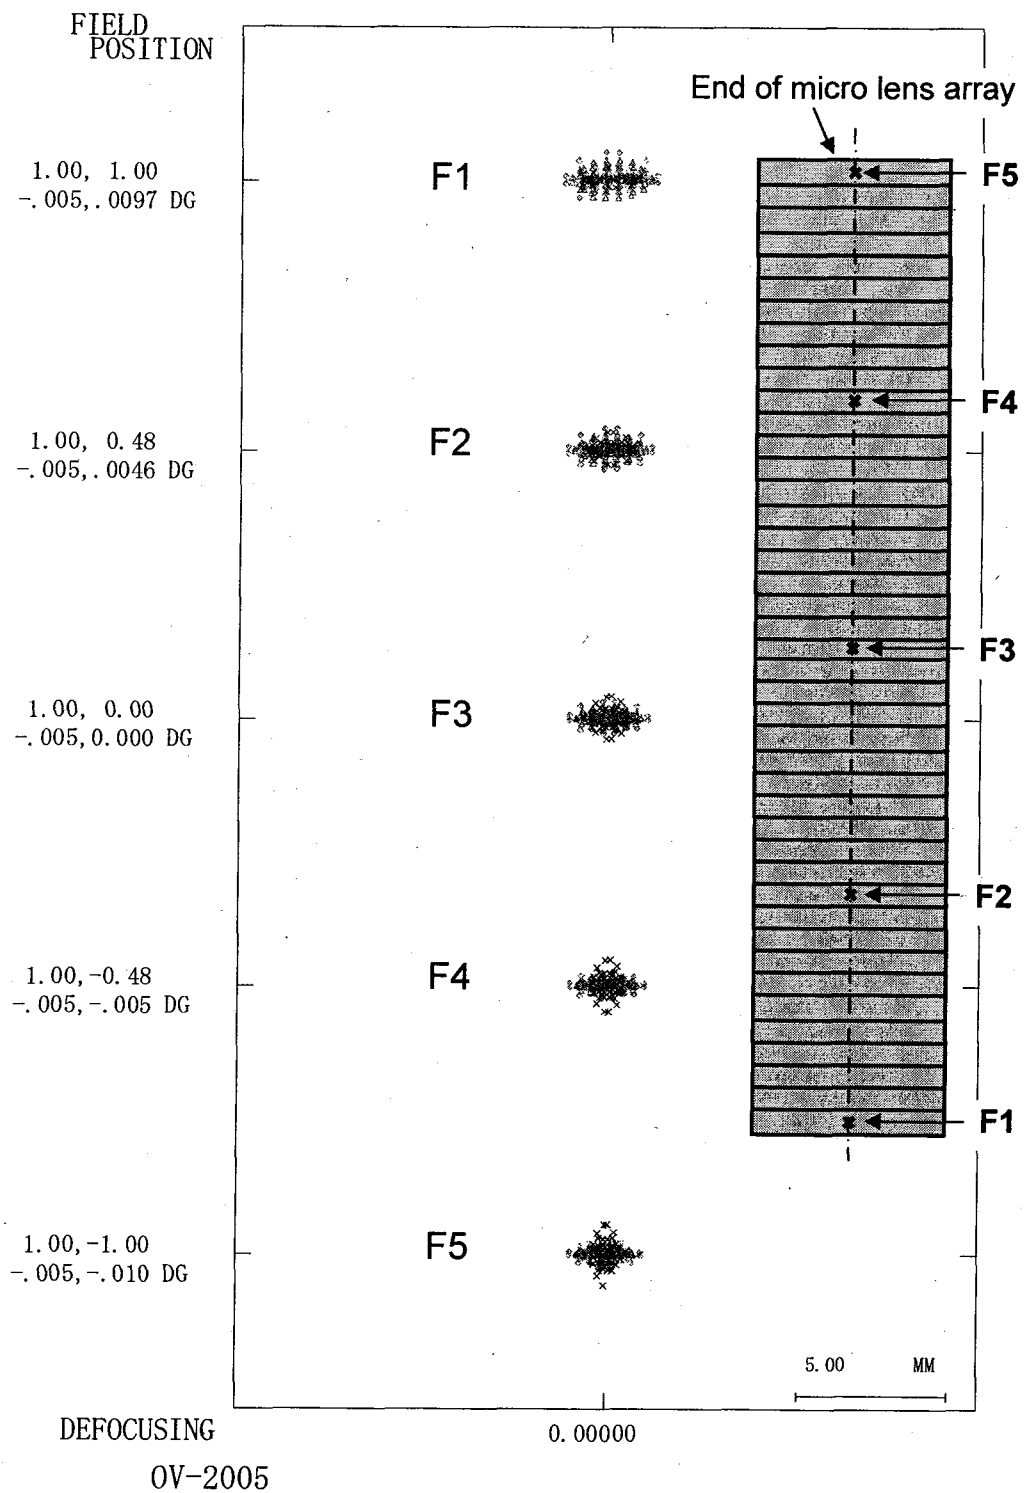 FIELD
POSITION
End of micro lens array
1.00, 1.00
-.005,.0097 DG
F1
F5
F4
1.00, 0.48
-.005,.0046 DG
F2
F3
1.00, 0.00
-.005,0.000 DG
F3
F2
1.00,-0.48
-.005,-.005 DG
F4
F1
1.00,-1.00
-.005,-.010 DG
F5
5.00 MM
DEFOCUSING 0.00000
OV-2005